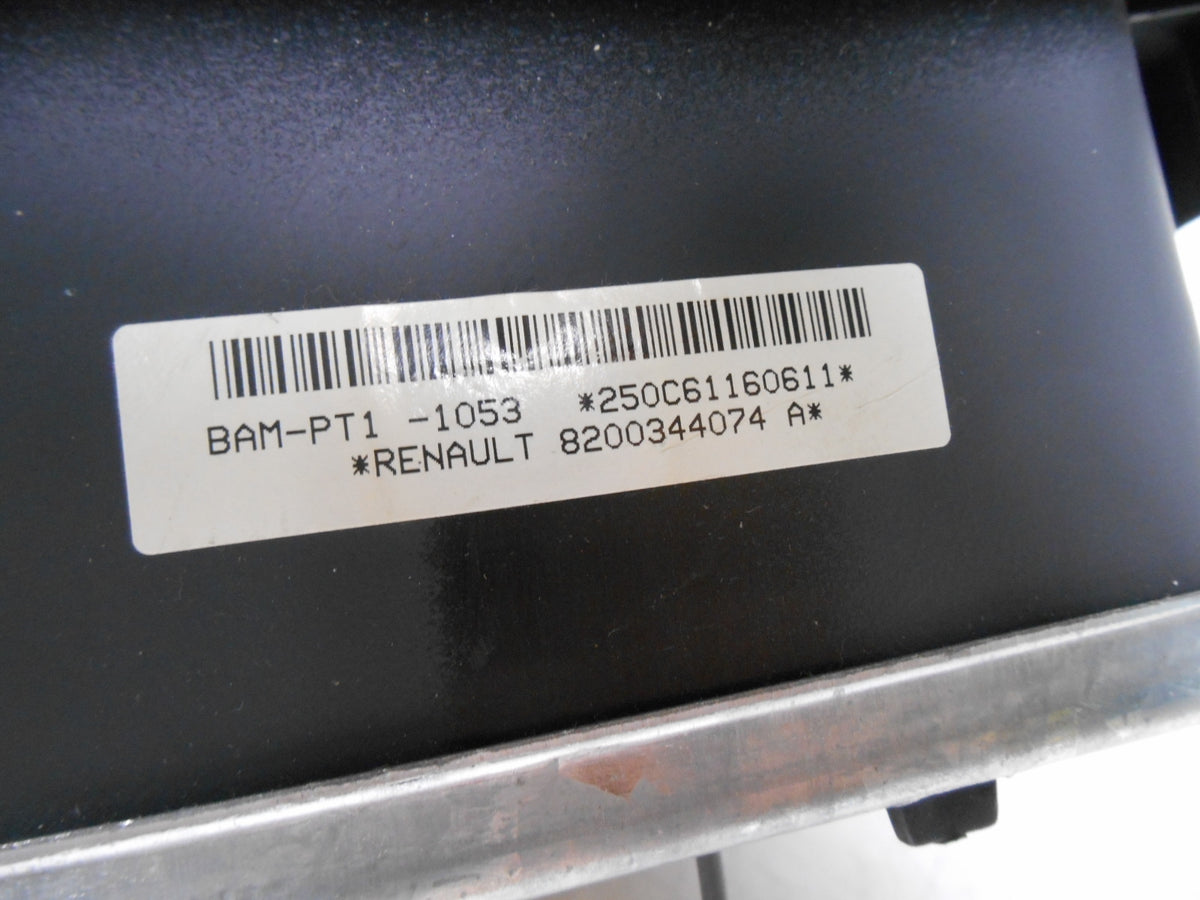 BAM-PT1 -1053 *250C61160611*
*RENAULT 8200344074 A*